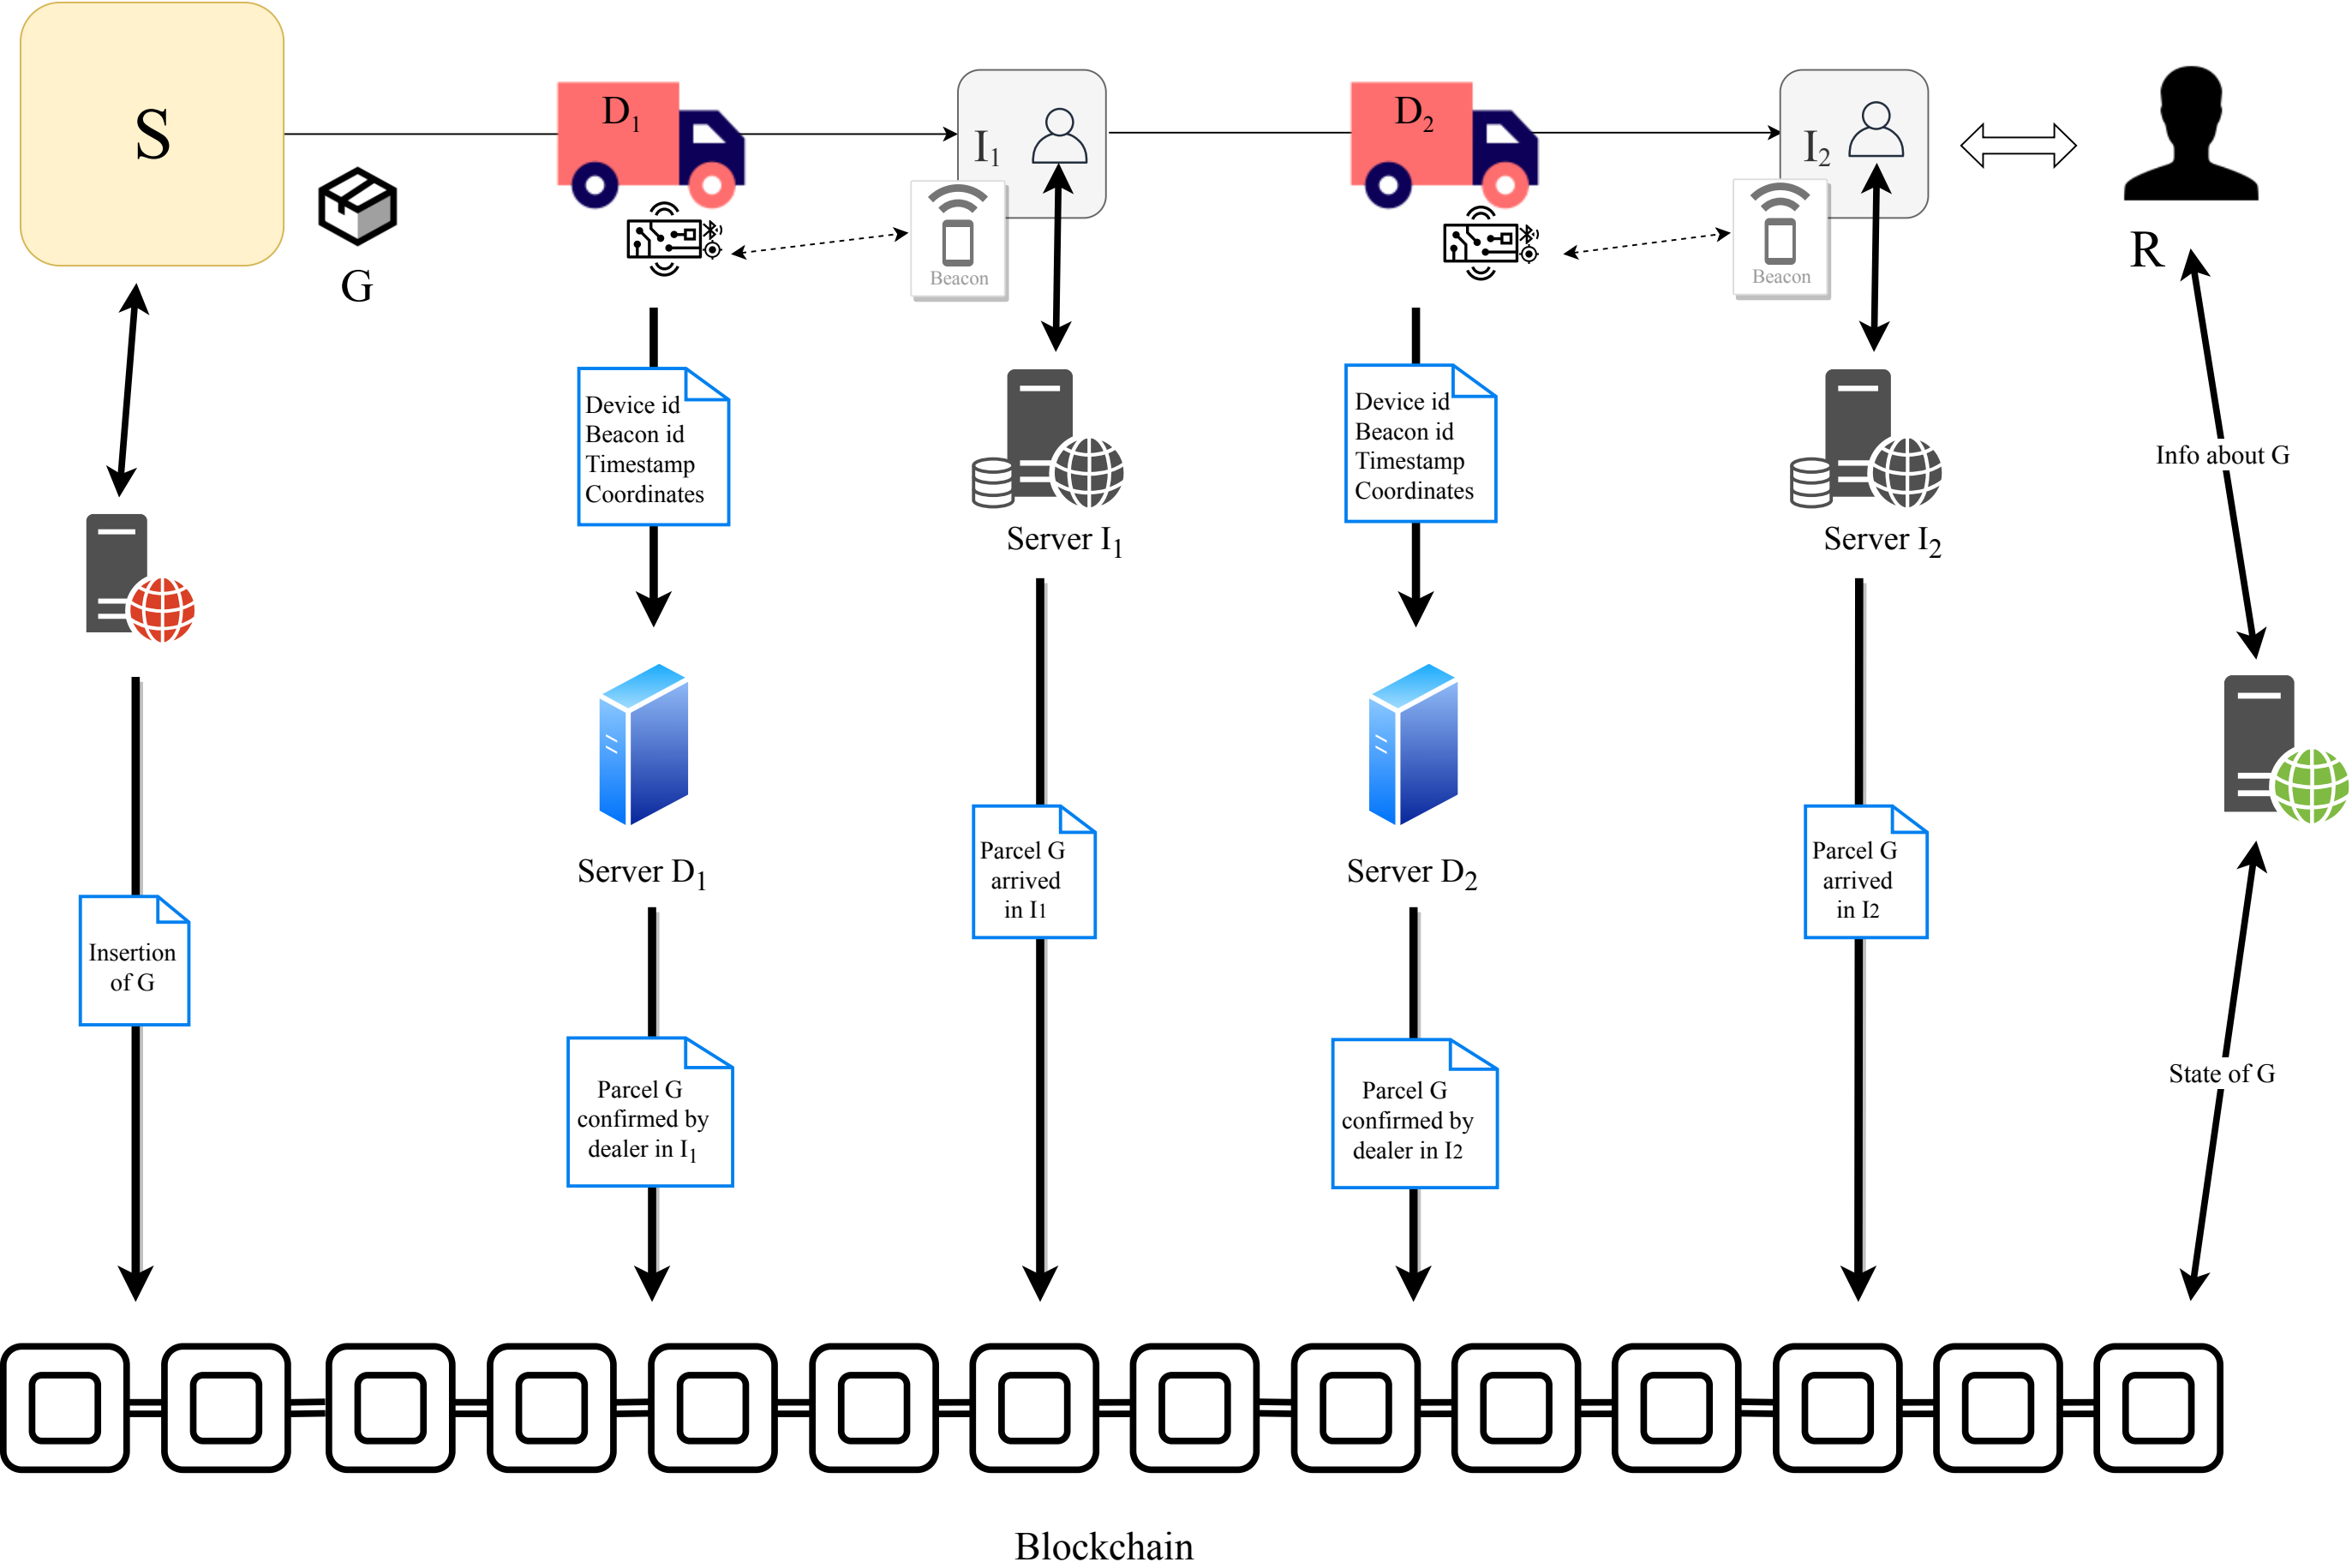 S
G
D1
I1
Beacon
D2
I2
Beacon
R
Device id
Beacon id
Timestamp
Coordinates
Server I1
Device id
Beacon id
Timestamp
Coordinates
Server I2
Info about G
Server D1
Parcel G
arrived
in I1
Server D2
Parcel G
arrived
in I2
Insertion
of G
Parcel G
confirmed by
dealer in I1
Parcel G
confirmed by
dealer in I2
State of G
Blockchain